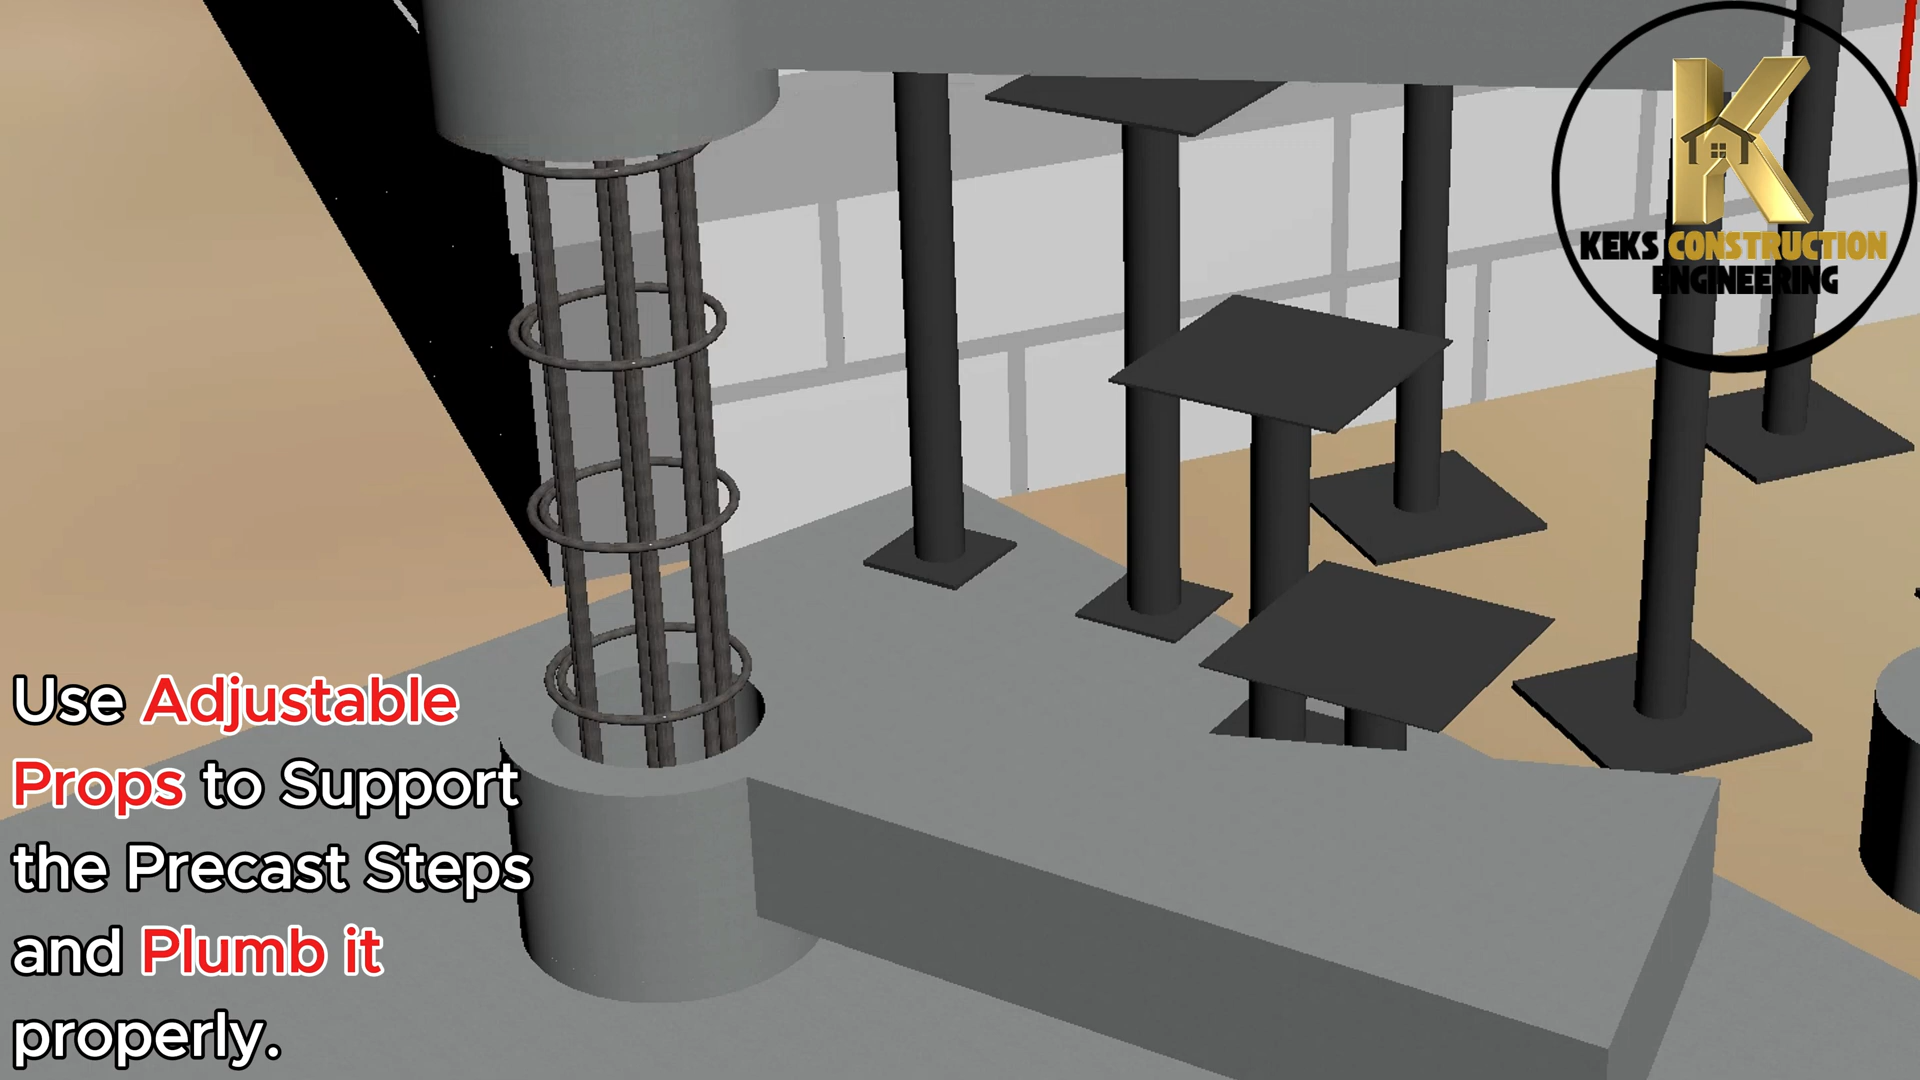 KEKS CONSTRUCTION
ENGINEERING
Use Adjustable
Props to Support
the Precast Steps
and Plumb it
properly.